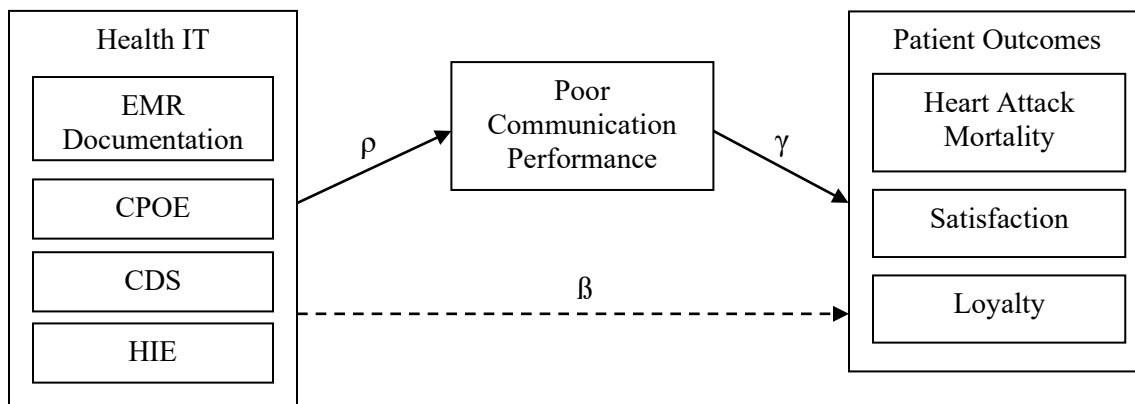 Health IT
EMR
Documentation
CPOE
CDS
HIE
ρ
Poor
Communication
Performance
γ
ß
Patient Outcomes
Heart Attack
Mortality
Satisfaction
Loyalty